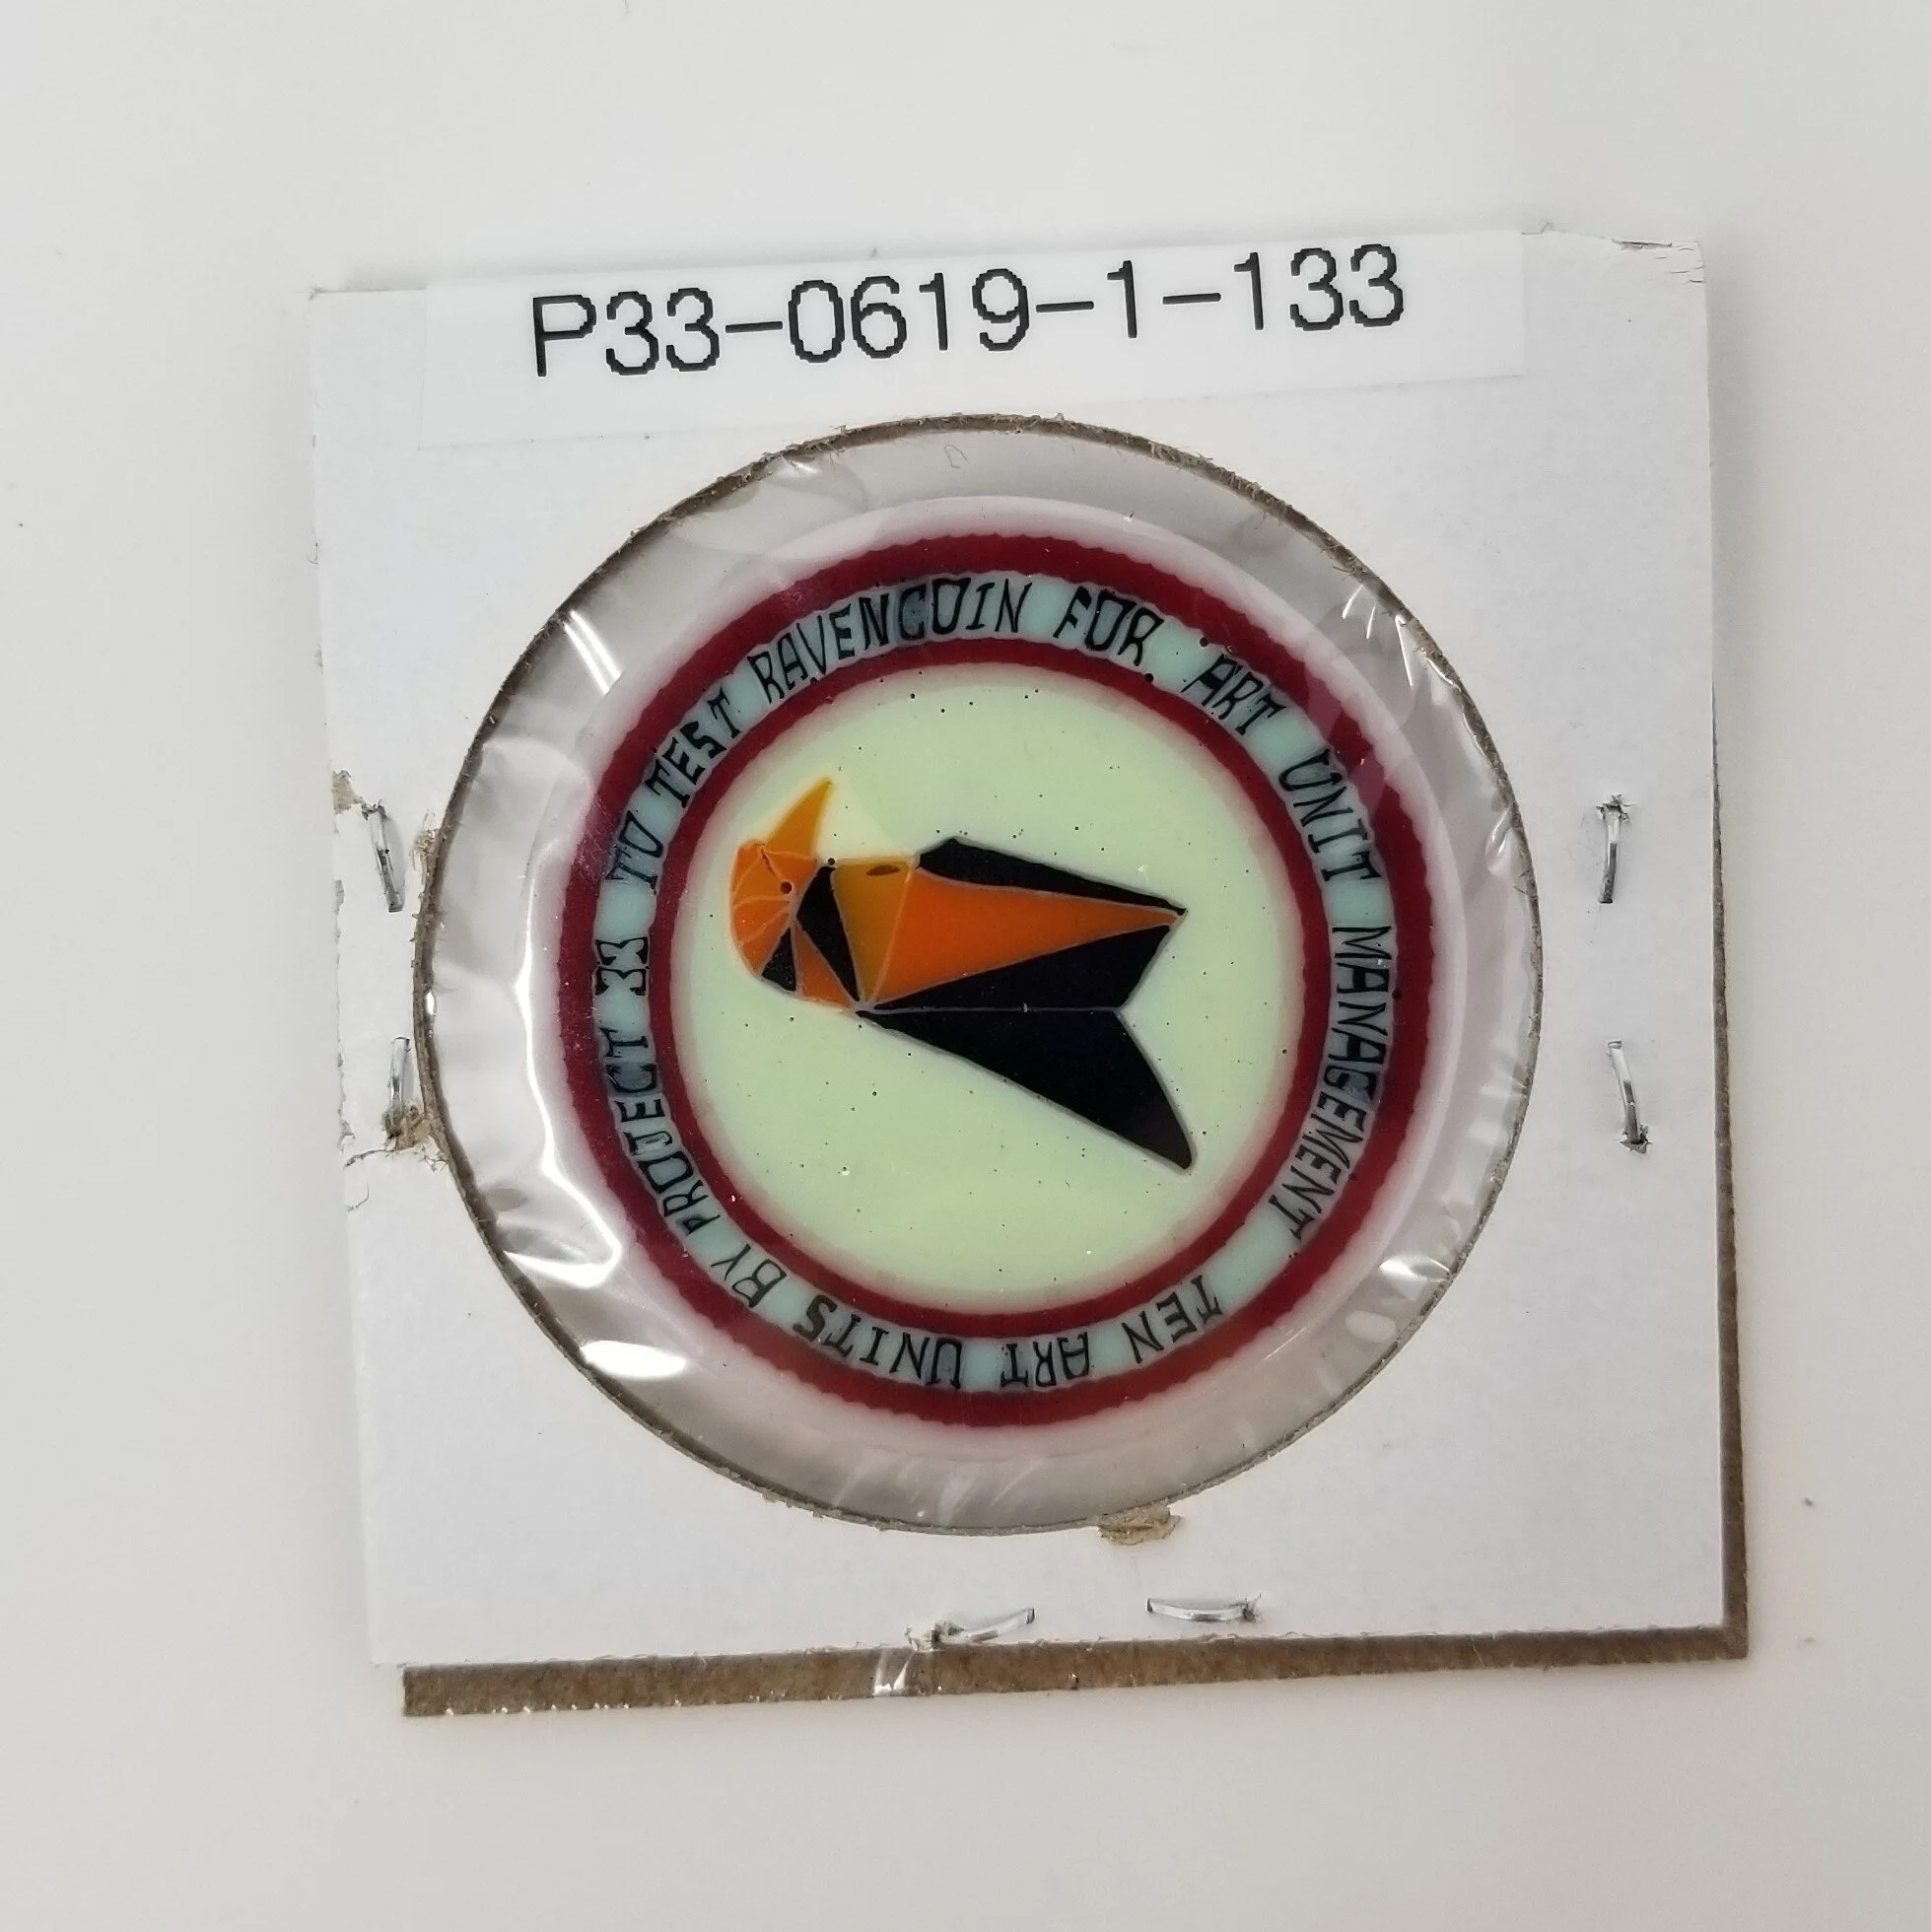 P33-0619-1-133
TEN ART UNITS BY PROJECT 33 TO TEST RAVENCOIN FOR ART UNIT MANAGEMENT